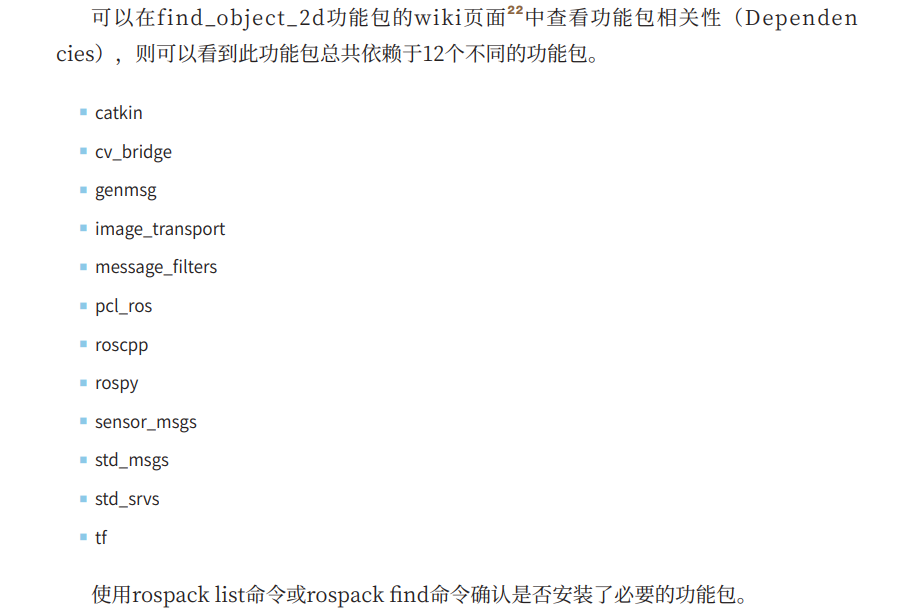 可以在find_object_2d功能包的wiki页面22中查看功能包相关性（Dependen
cies），则可以看到此功能包总共依赖于12个不同的功能包。
catkin
cv_bridge
genmsg
image_transport
message_filters
pcl_ros
roscpp
rospy
sensor_msgs
std_msgs
std_srvs
tf
使用rospack list命令或rospack find命令确认是否安装了必要的功能包。